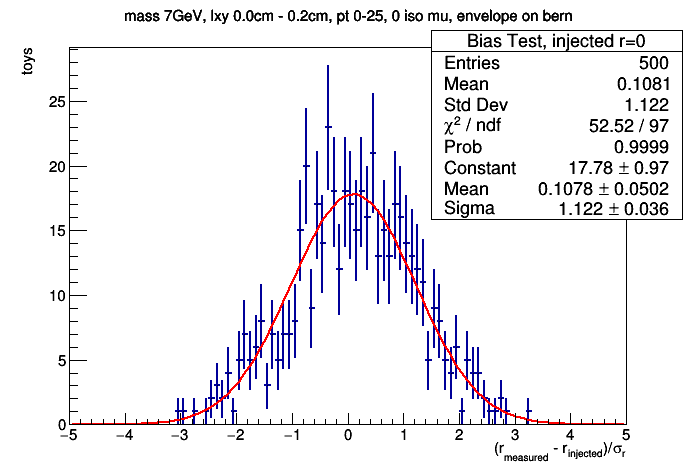 mass 7GeV, lxy 0.0cm - 0.2cm, pt 0-25, 0 iso mu, envelope on bern
toys
Bias Test, injected r=0
Entries 500
Mean 0.1081
Std Dev 1.122
χ² / ndf 52.52 / 97
Prob 0.9999
Constant 17.78 ± 0.97
Mean 0.1078 ± 0.0502
Sigma 1.122 ± 0.036
25
20
15
10
5
0
−5 −4 −3 −2 −1 0 1 2 3 4 5
(r_measured - r_injected)/σ_r